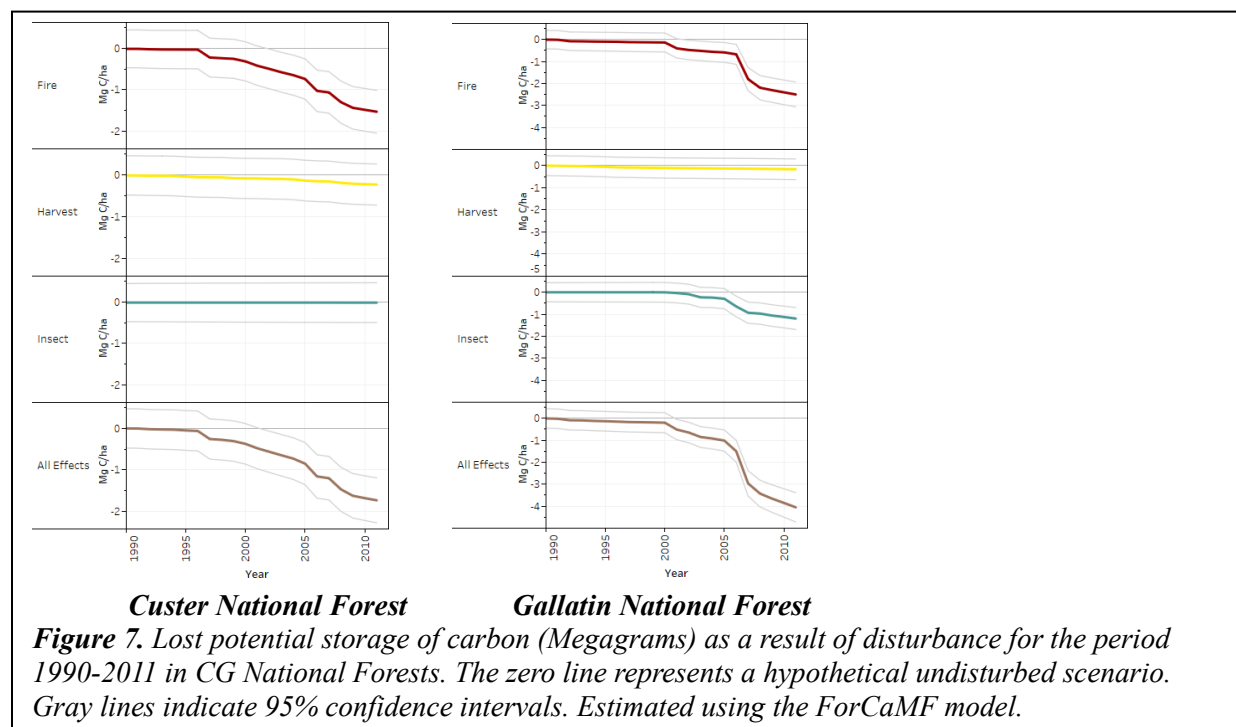 Fire
Mg C/ha
0
-1
-2
Harvest
Mg C/ha
0
-1
-2
Insect
Mg C/ha
0
-1
-2
All Effects
Mg C/ha
0
-1
-2
1990
1995
2000
2005
2010
Year
Fire
Mg C/ha
0
-1
-2
-3
-4
Harvest
Mg C/ha
0
-1
-2
-3
-4
-5
Insect
Mg C/ha
0
-1
-2
-3
-4
All Effects
Mg C/ha
0
-1
-2
-3
-4
1990
1995
2000
2005
2010
Year
Custer National Forest
Gallatin National Forest
Figure 7. Lost potential storage of carbon (Megagrams) as a result of disturbance for the period
1990-2011 in CG National Forests. The zero line represents a hypothetical undisturbed scenario.
Gray lines indicate 95% confidence intervals. Estimated using the ForCaMF model.